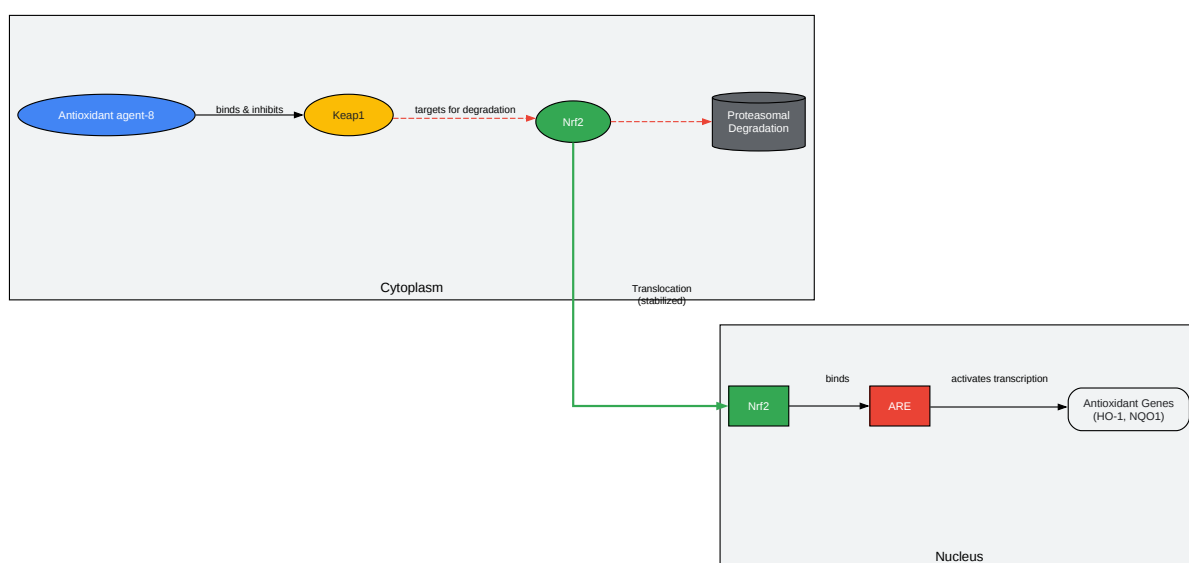 Antioxidant agent-8
binds & inhibits
Keap1
targets for degradation
Nrf2
Proteasomal
Degradation
Cytoplasm
Translocation
(stabilized)
Nrf2
binds
ARE
activates transcription
Antioxidant Genes
(HO-1, NQO1)
Nucleus